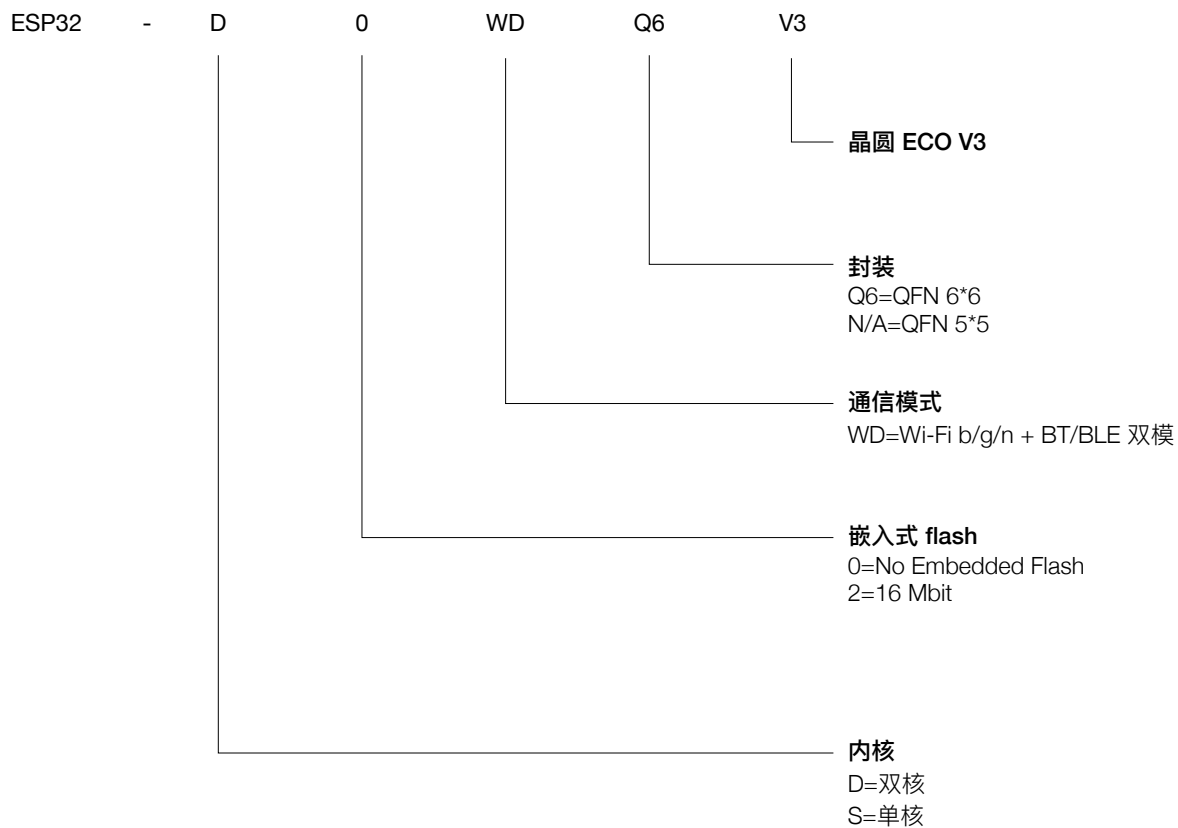 ESP32 - D 0 WD Q6 V3
晶圆 ECO V3
封装
Q6=QFN 6*6
N/A=QFN 5*5
通信模式
WD=Wi-Fi b/g/n + BT/BLE 双模
嵌入式 flash
0=No Embedded Flash
2=16 Mbit
内核
D=双核
S=单核